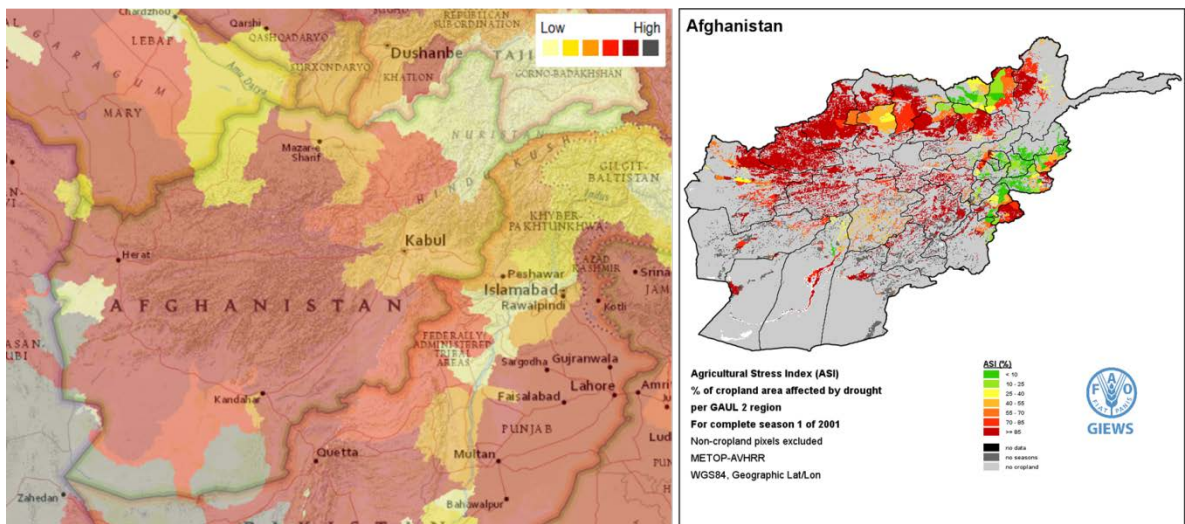 Chardzhou
LEBAP
GARAGUM
Amu Darya
MARY
Qarshi
QASHQADARYO
SURXONDARYO
REPUBLICAN
SUBORDINATION
Dushanbe
KHATLON
GORNO-BADAKHSHAN
Low High
Mazar-e
Sharif
NURISTAN
HINDU KUSH
GILGIT-
BALTISTAN
Indus
KHYBER-
PAKHTUNKHWA
Kabul
Herat
AFGHANISTAN
Peshawar
Islamabad
Rawalpindi
AZAD
KASHMIR
Kotli
FEDERALLY
ADMINISTERED
TRIBAL
AREAS
Sargodha
Gujranwala
Faisalabad
Lahore
PUNJAB
Kandahar
Quetta
Multan
Bahawalpur
Zahedan
Afghanistan
Agricultural Stress Index (ASI)
% of cropland area affected by drought
per GAUL 2 region
For complete season 1 of 2001
Non-cropland pixels excluded
METOP-AVHRR
WGS84, Geographic Lat/Lon
ASI (%)
< 10
10 - 25
25 - 40
40 - 55
55 - 70
70 - 85
>= 85
no data
no seasons
no cropland
FAO
FIAT PANIS
GIEWS